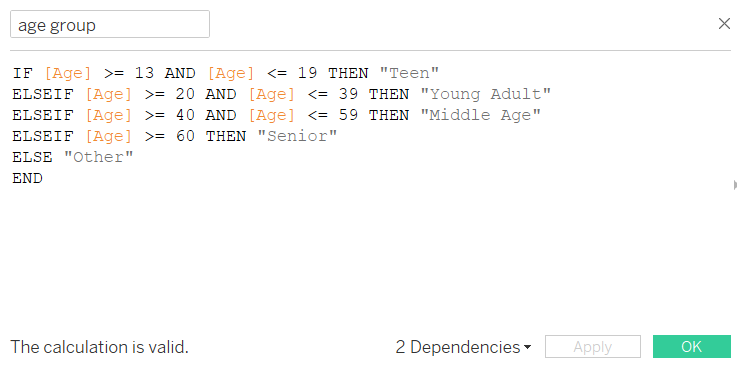 age group
IF [Age] >= 13 AND [Age] <= 19 THEN "Teen"
ELSEIF [Age] >= 20 AND [Age] <= 39 THEN "Young Adult"
ELSEIF [Age] >= 40 AND [Age] <= 59 THEN "Middle Age"
ELSEIF [Age] >= 60 THEN "Senior"
ELSE "Other"
END
The calculation is valid. 2 Dependencies Apply OK